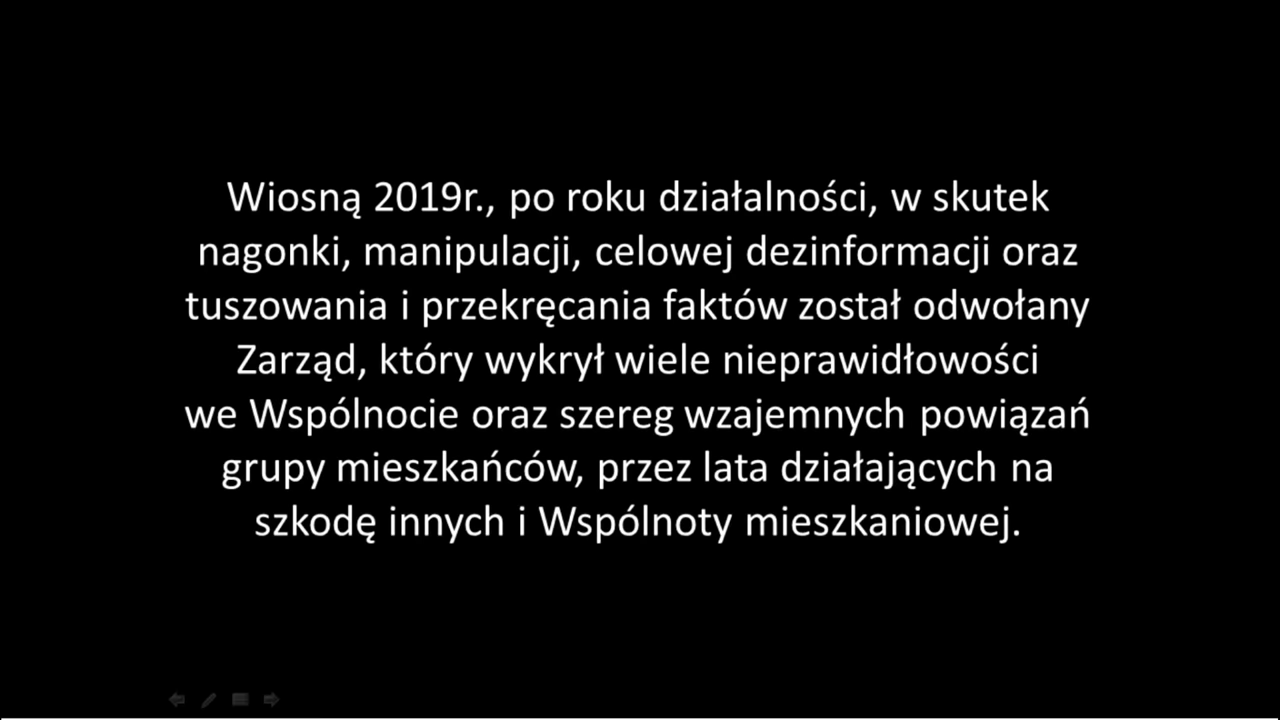 Wiosną 2019r., po roku działalności, w skutek
nagonki, manipulacji, celowej dezinformacji oraz
tuszowania i przekręcania faktów został odwołany
Zarząd, który wykrył wiele nieprawidłowości
we Wspólnocie oraz szereg wzajemnych powiązań
grupy mieszkańców, przez lata działających na
szkodę innych i Wspólnoty mieszkaniowej.